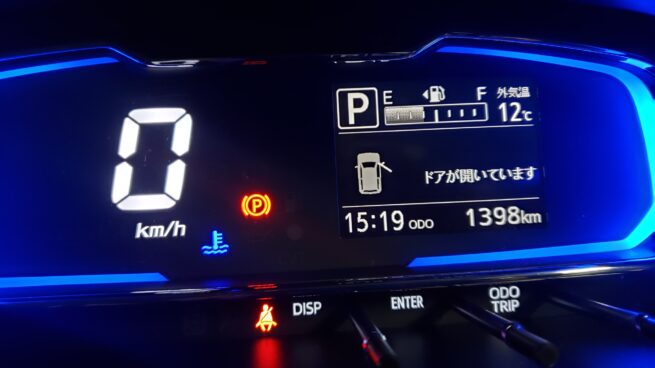 0
km/h
P
P
E F
外気温
12℃
ドアが開いています
15:19 ODO 1398km
DISP
ENTER
ODO
TRIP